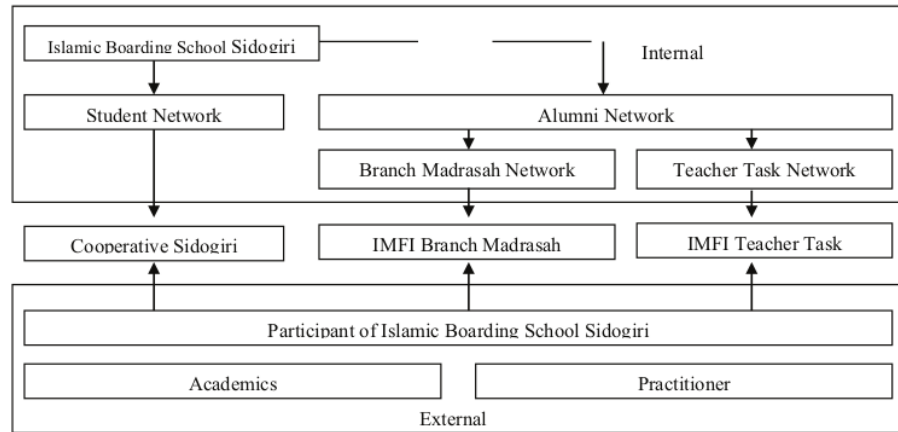 Islamic Boarding School Sidogiri
Internal
Student Network
Alumni Network
Branch Madrasah Network
Teacher Task Network
Cooperative Sidogiri
IMFI Branch Madrasah
IMFI Teacher Task
Participant of Islamic Boarding School Sidogiri
Academics
Practitioner
External